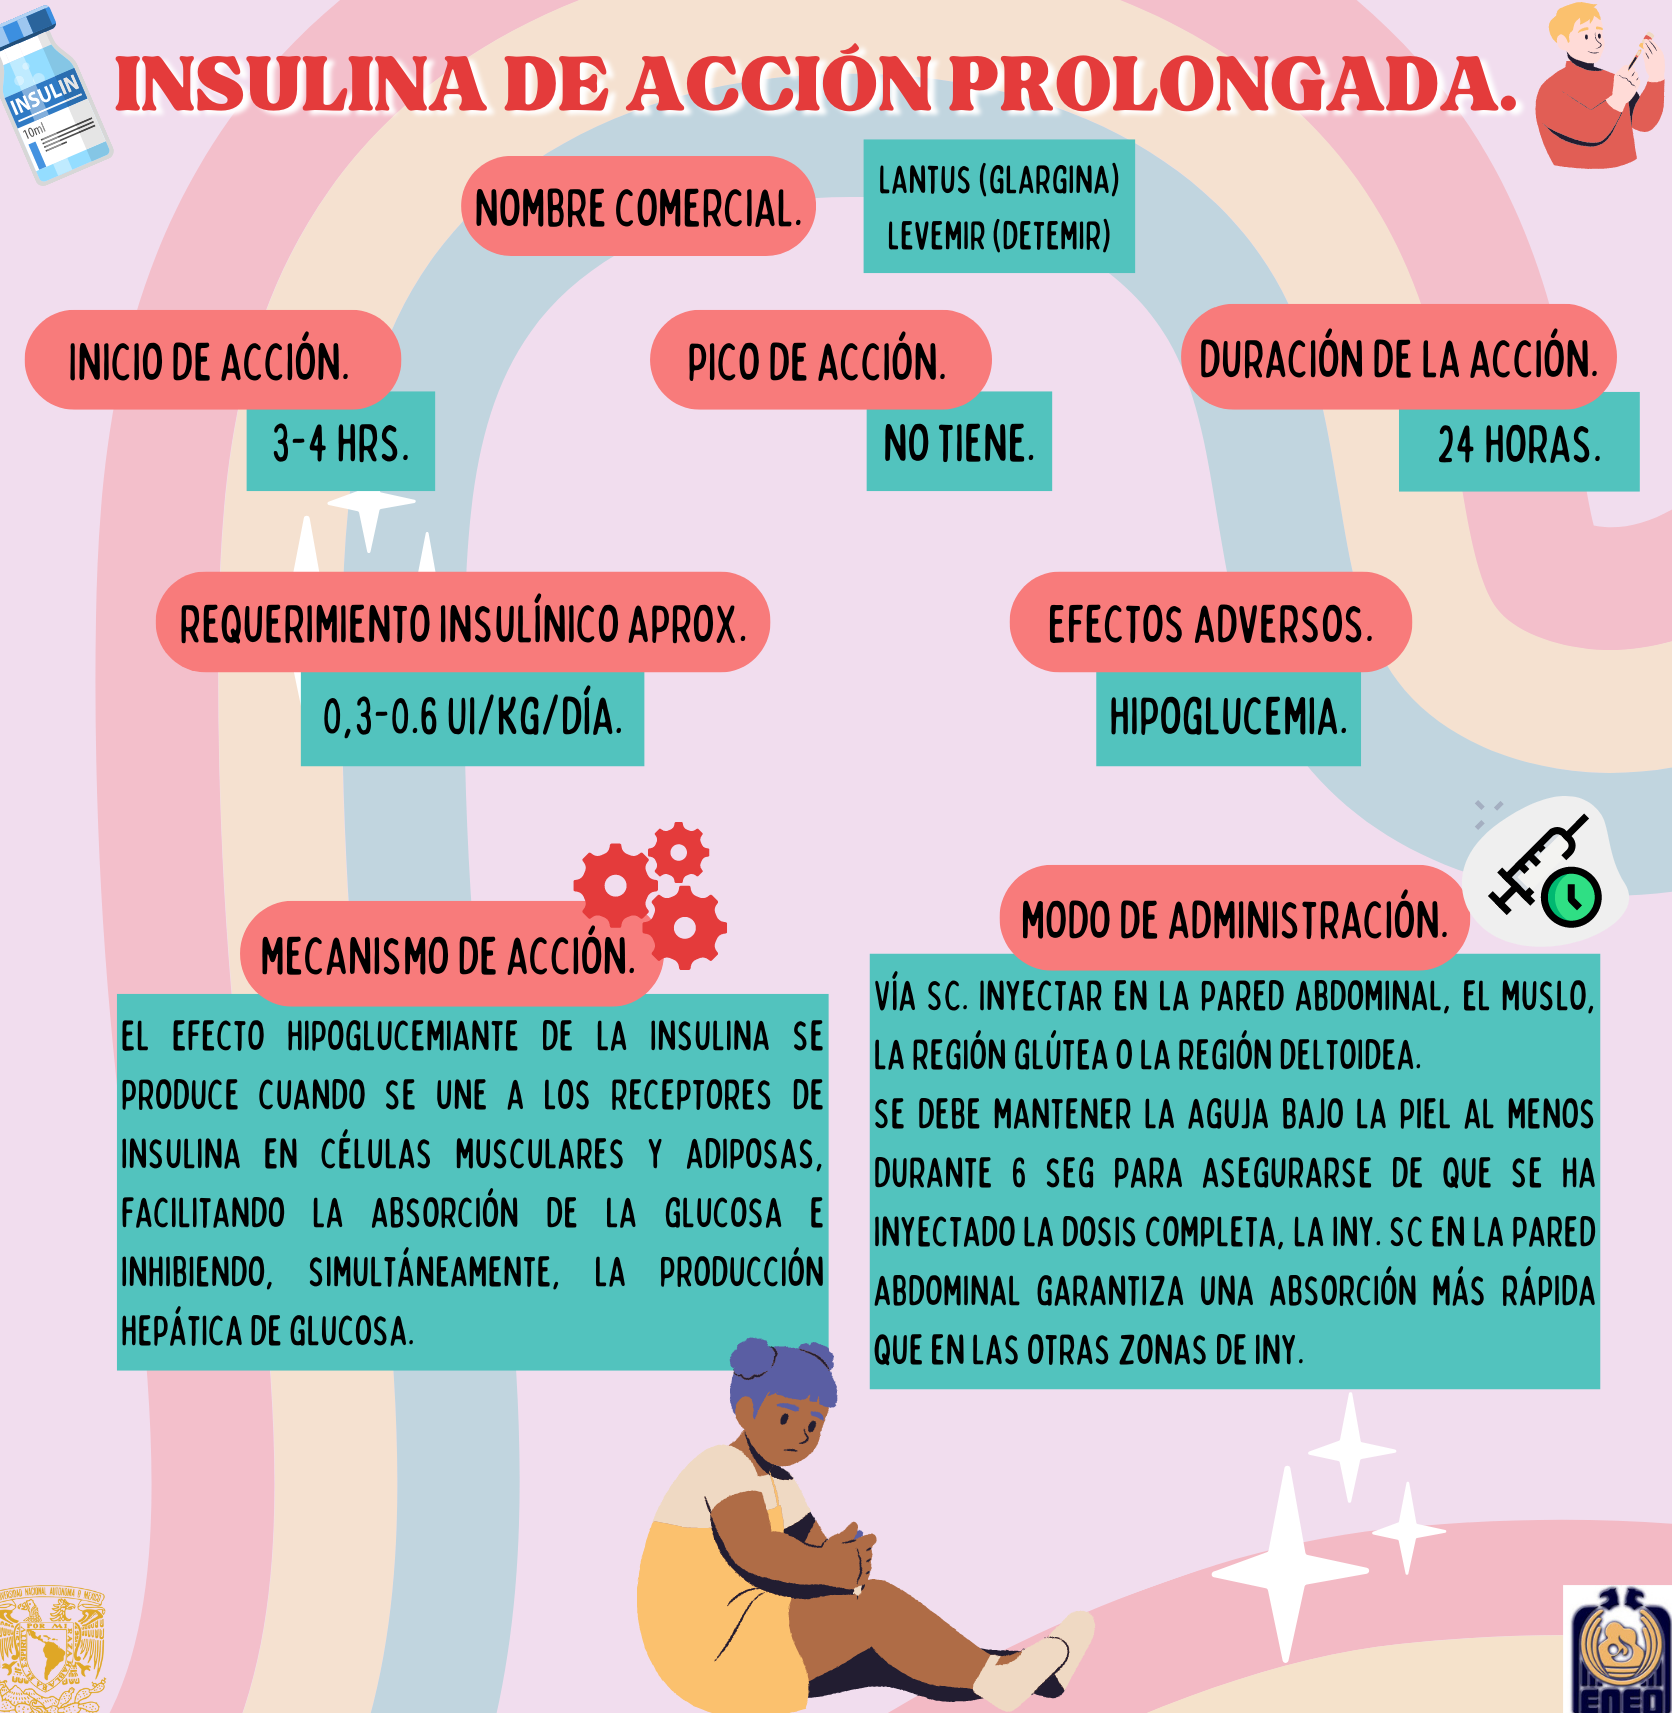 INSULIN
10ml
INSULINA DE ACCIÓN PROLONGADA.
NOMBRE COMERCIAL.
LANTUS (GLARGINA)
LEVEMIR (DETEMIR)
INICIO DE ACCIÓN.
3-4 HRS.
PICO DE ACCIÓN.
NO TIENE.
DURACIÓN DE LA ACCIÓN.
24 HORAS.
REQUERIMIENTO INSULÍNICO APROX.
0,3-0.6 UI/KG/DÍA.
EFECTOS ADVERSOS.
HIPOGLUCEMIA.
MECANISMO DE ACCIÓN.
EL EFECTO HIPOGLUCEMIANTE DE LA INSULINA SE
PRODUCE CUANDO SE UNE A LOS RECEPTORES DE
INSULINA EN CÉLULAS MUSCULARES Y ADIPOSAS,
FACILITANDO LA ABSORCIÓN DE LA GLUCOSA E
INHIBIENDO, SIMULTÁNEAMENTE, LA PRODUCCIÓN
HEPÁTICA DE GLUCOSA.
MODO DE ADMINISTRACIÓN.
VÍA SC. INYECTAR EN LA PARED ABDOMINAL, EL MUSLO,
LA REGIÓN GLÚTEA O LA REGIÓN DELTOIDEA.
SE DEBE MANTENER LA AGUJA BAJO LA PIEL AL MENOS
DURANTE 6 SEG PARA ASEGURARSE DE QUE SE HA
INYECTADO LA DOSIS COMPLETA, LA INY. SC EN LA PARED
ABDOMINAL GARANTIZA UNA ABSORCIÓN MÁS RÁPIDA
QUE EN LAS OTRAS ZONAS DE INY.
NACIONAL AUTÓNOMA
POR MI
ENEO